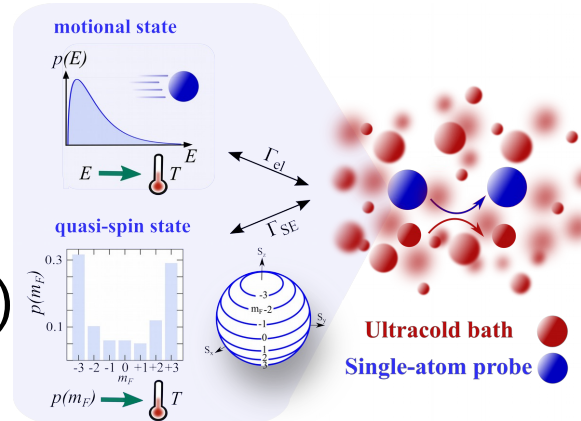 motional state
p(E)
E
E T
Γel
quasi-spin state
ΓSE
0.3
0.1
p(mF)
-3 -2 -1 0 +1 +2 +3
mF
p(mF) T
Sz
-3
mF-2
-1
0
1
2
3
Sy
Sx
)
Ultracold bath
Single-atom probe